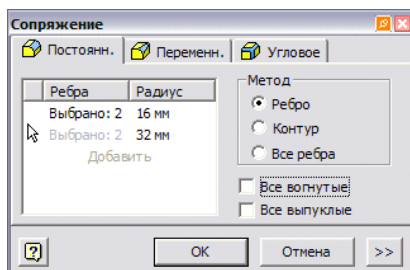 Сопряжение
Постоянн. Переменн. Угловое
Ребра Радиус
Выбрано: 2 16 мм
Выбрано: 2 32 мм
Добавить
Метод
Ребро
Контур
Все ребра
Все вогнутые
Все выпуклые
? ОК Отмена >>